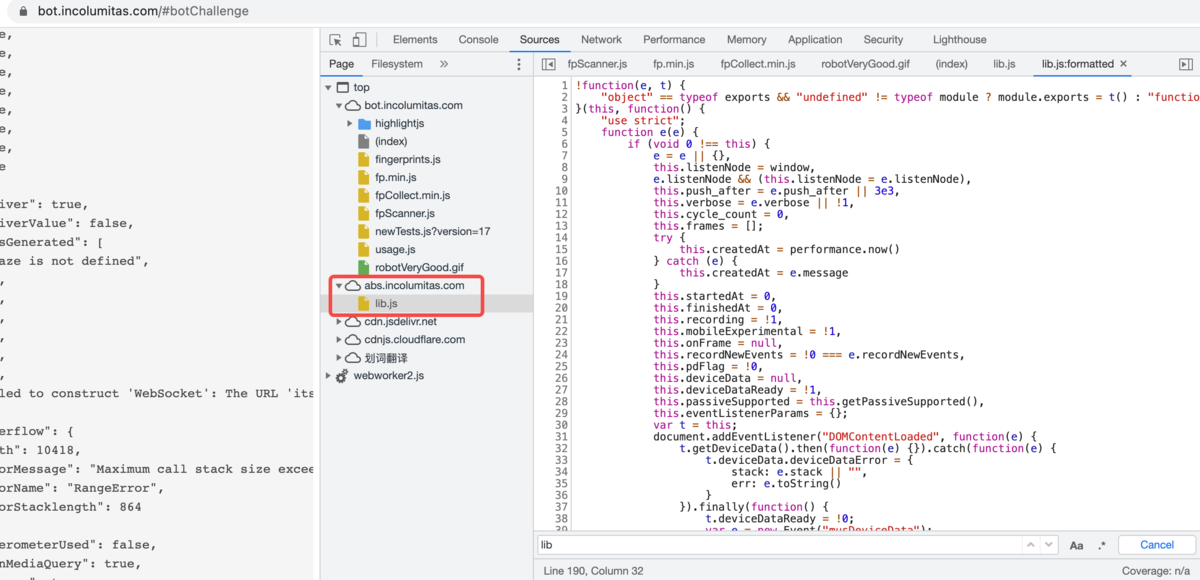 bot.incolumitas.com/#botChallenge
e,
e,
e,
e,
e,
e,
e,
e
iver": true,
iverValue": false,
sGenerated": [
aze is not defined",
,
,
,
,
,
,
led to construct 'WebSocket': The URL 'its
erflow": {
th": 10418,
orMessage": "Maximum call stack size excee
orName": "RangeError",
orStacklength": 864
erometerUsed": false,
nMediaQuery": true,
Elements Console Sources Network Performance Memory Application Security Lighthouse
Page Filesystem »
top
bot.incolumitas.com
highlightjs
(index)
fingerprints.js
fp.min.js
fpCollect.min.js
fpScanner.js
newTests.js?version=17
usage.js
robotVeryGood.gif
abs.incolumitas.com
lib.js
cdn.jsdelivr.net
cdnjs.cloudflare.com
划词翻译
webworker2.js
fpScanner.js fp.min.js fpCollect.min.js robotVeryGood.gif (index) lib.js lib.js:formatted ×
1 !function(e, t) {
2 "object" == typeof exports && "undefined" != typeof module ? module.exports = t() : "functio
3 }(this, function() {
4 "use strict";
5 function e(e) {
6 if (void 0 !== this) {
7 e = e || {},
8 this.listenNode = window,
9 e.listenNode && (this.listenNode = e.listenNode),
10 this.push_after = e.push_after || 3e3,
11 this.verbose = e.verbose || !1,
12 this.cycle_count = 0,
13 this.frames = [];
14 try {
15 this.createdAt = performance.now()
16 } catch (e) {
17 this.createdAt = e.message
18 }
19 this.startedAt = 0,
20 this.finishedAt = 0,
21 this.recording = !1,
22 this.mobileExperimental = !1,
23 this.onFrame = null,
24 this.recordNewEvents = !0 === e.recordNewEvents,
25 this.pdFlag = !0,
26 this.deviceData = null,
27 this.deviceDataReady = !1,
28 this.passiveSupported = this.getPassiveSupported(),
29 this.eventListenerParams = {};
30 var t = this;
31 document.addEventListener("DOMContentLoaded", function(e) {
32 t.getDeviceData().then(function(e) {}).catch(function(e) {
33 t.deviceData.deviceDataError = {
34 stack: e.stack || "",
35 err: e.toString()
36 }
37 }).finally(function() {
38 t.deviceDataReady = !0;
39 var e = new Event("musDeviceData");
lib Aa .* Cancel
Line 190, Column 32 Coverage: n/a